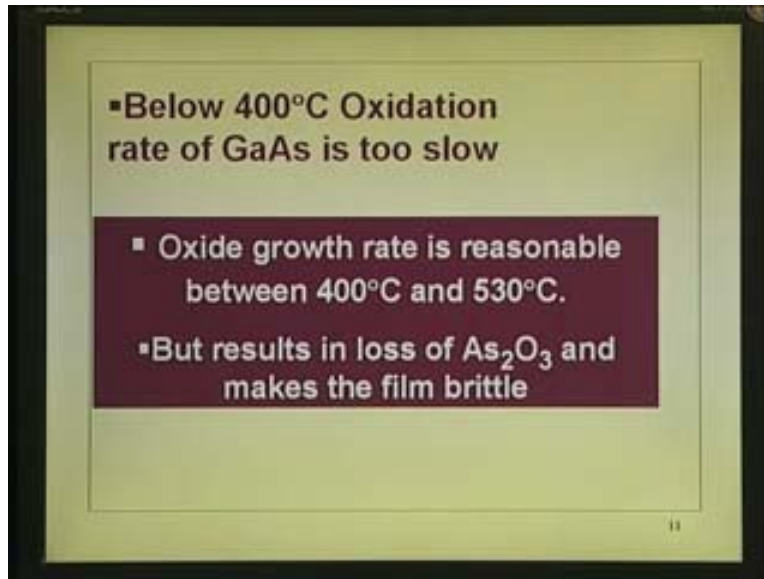 ▪Below 400°C Oxidation
rate of GaAs is too slow
▪ Oxide growth rate is reasonable
between 400°C and 530°C.
▪But results in loss of As₂O₃ and
makes the film brittle
11